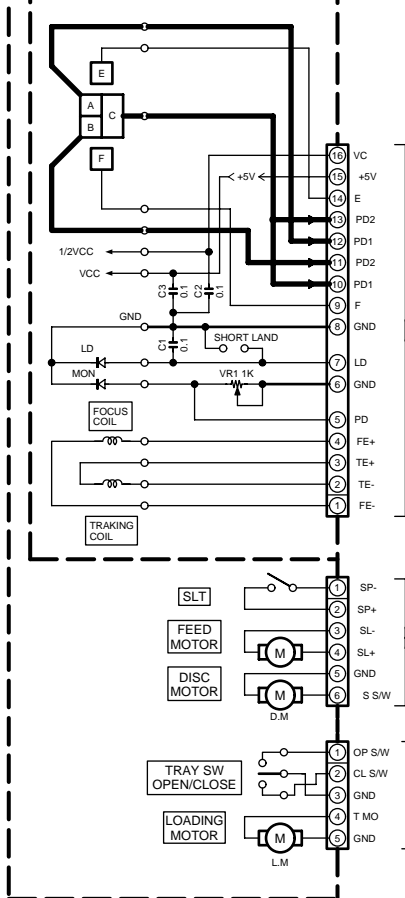 E
A
B
C
F
16 VC
+5V 15 +5V
14 E
13 PD2
12 PD1
1/2VCC
11 PD2
VCC
10 PD1
C3 0.1
C2 0.1
9 F
GND
8 GND
C1 0.1
SHORT LAND
LD
7 LD
MON
VR1 1K
6 GND
FOCUS
COIL
5 PD
4 FE+
3 TE+
2 TE-
1 FE-
TRAKING
COIL
SLT
1 SP-
2 SP+
FEED
MOTOR
M
3 SL-
4 SL+
DISC
MOTOR
M
D.M
5 GND
6 S S/W
TRAY SW
OPEN/CLOSE
1 OP S/W
2 CL S/W
3 GND
LOADING
MOTOR
M
L.M
4 T MO
5 GND